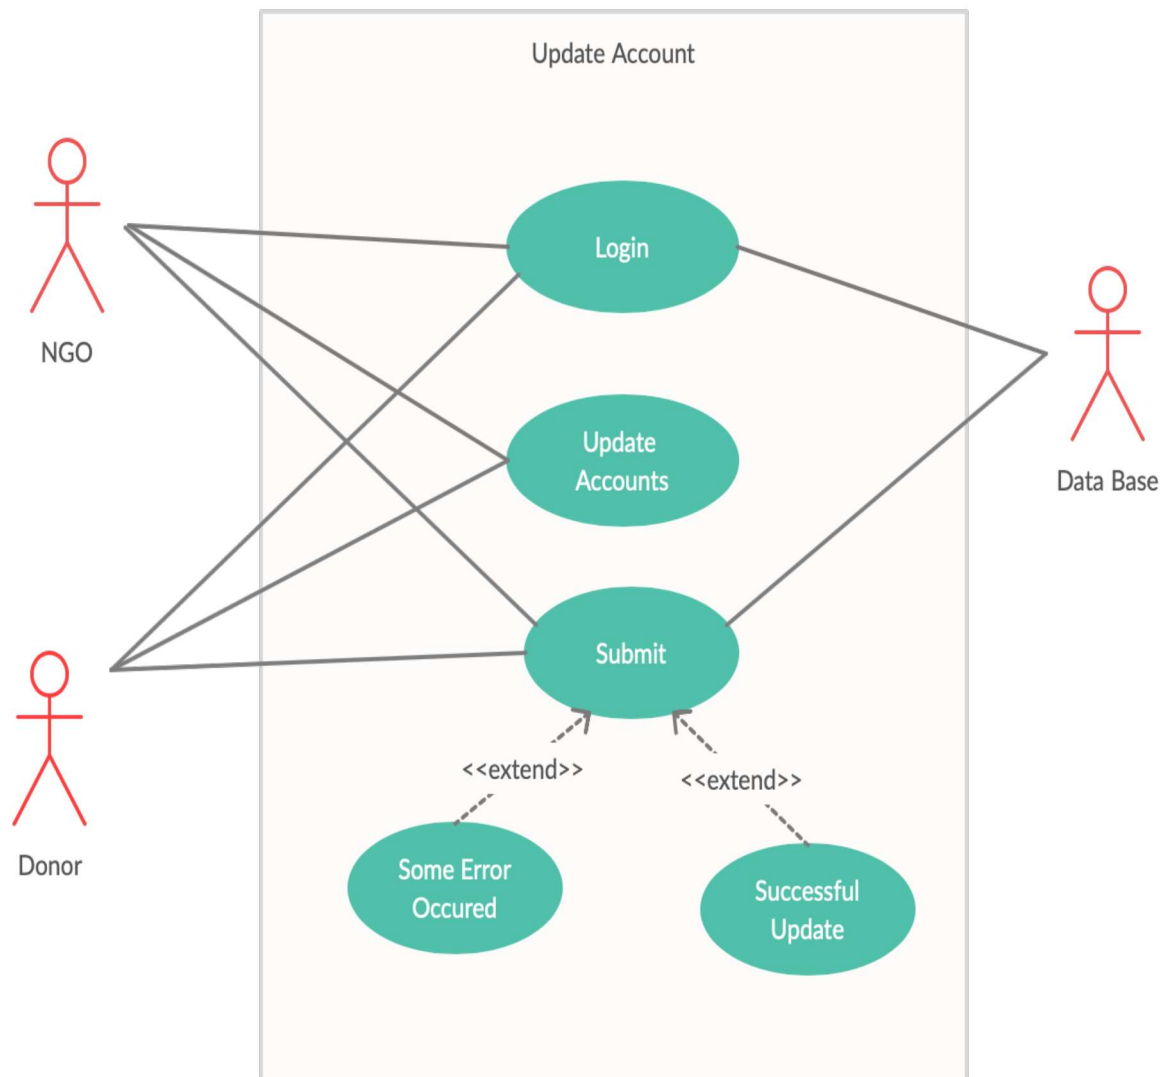 Update Account
Login
NGO
Update
Accounts
Data Base
Submit
<<extend>>
<<extend>>
Some Error
Occured
Donor
Successful
Update